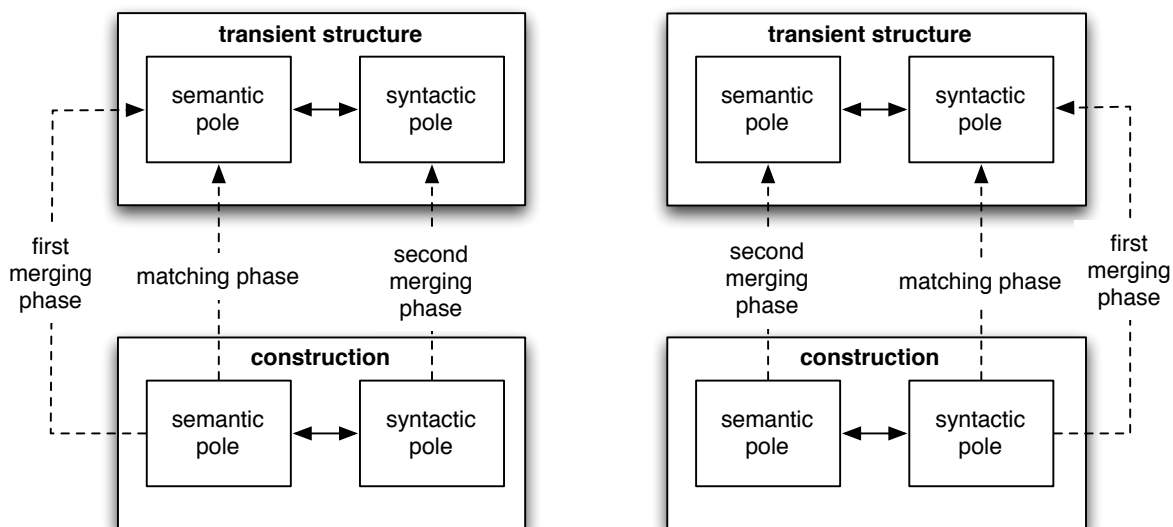 transient structure
semantic
pole
syntactic
pole
first
merging
phase
matching phase
second
merging
phase
construction
semantic
pole
syntactic
pole
transient structure
semantic
pole
syntactic
pole
second
merging
phase
matching phase
first
merging
phase
construction
semantic
pole
syntactic
pole